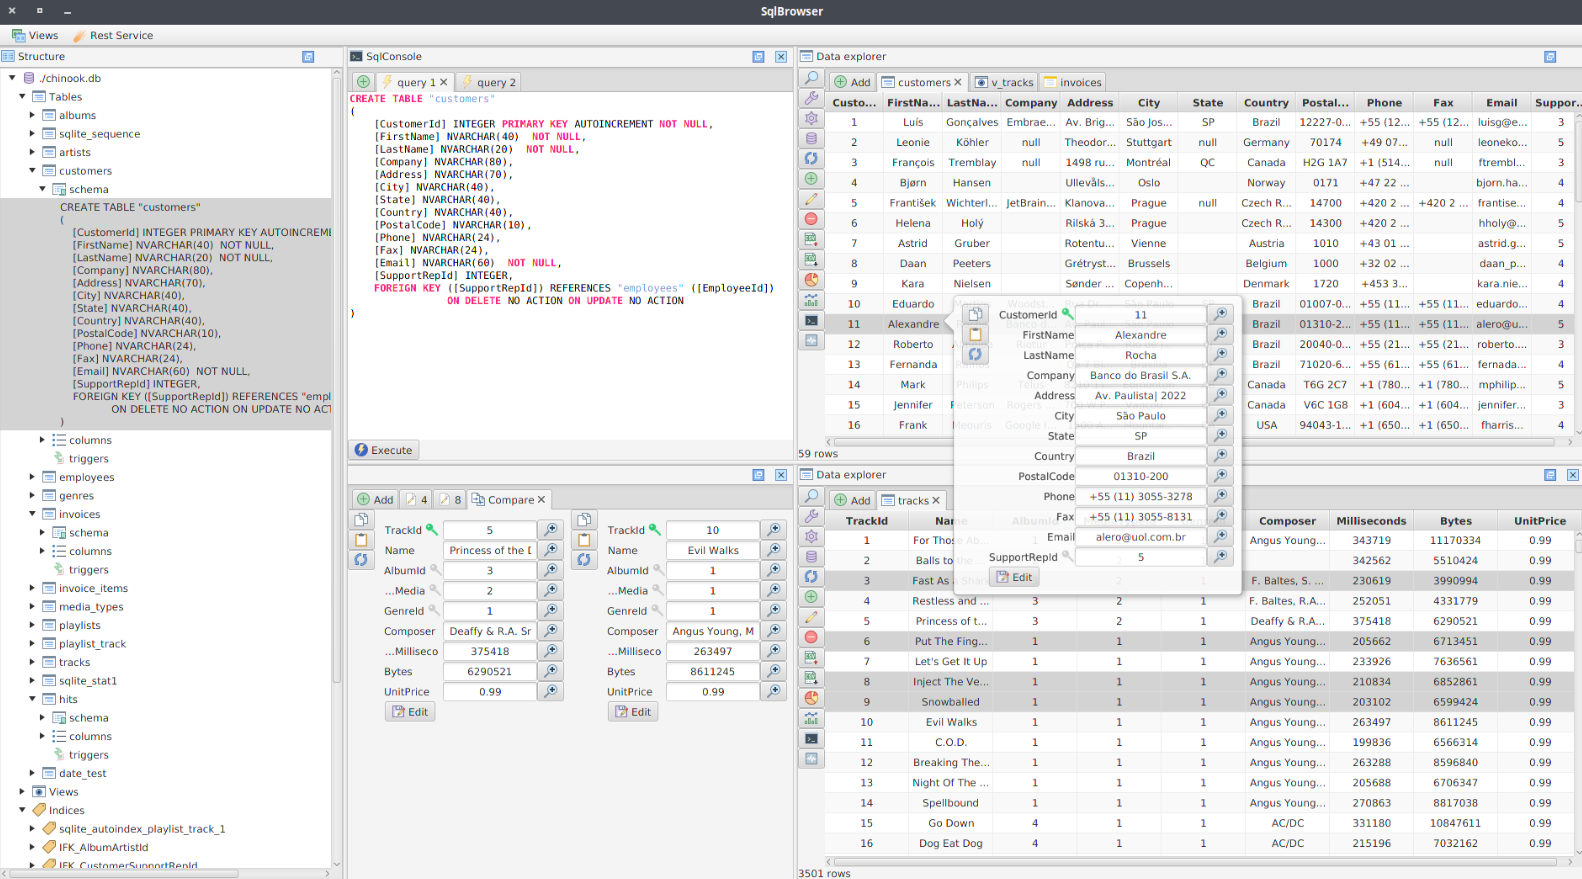 SqlBrowser
Views
Rest Service
Structure
./chinook.db
Tables
albums
sqlite_sequence
artists
customers
schema
CREATE TABLE "customers"
(
[CustomerId] INTEGER PRIMARY KEY AUTOINCREME
[FirstName] NVARCHAR(40)  NOT NULL,
[LastName] NVARCHAR(20)  NOT NULL,
[Company] NVARCHAR(80),
[Address] NVARCHAR(70),
[City] NVARCHAR(40),
[State] NVARCHAR(40),
[Country] NVARCHAR(40),
[PostalCode] NVARCHAR(10),
[Phone] NVARCHAR(24),
[Fax] NVARCHAR(24),
[Email] NVARCHAR(60)  NOT NULL,
[SupportRepId] INTEGER,
FOREIGN KEY ([SupportRepId]) REFERENCES "empl
ON DELETE NO ACTION ON UPDATE NO ACT
)
columns
triggers
employees
genres
invoices
schema
columns
triggers
invoice_items
media_types
playlists
playlist_track
tracks
sqlite_stat1
hits
schema
columns
triggers
date_test
Views
Indices
sqlite_autoindex_playlist_track_1
IFK_AlbumArtistId
IFK_CustomerSupportRepId
SqlConsole
query 1 query 2
CREATE TABLE "customers"
(
[CustomerId] INTEGER PRIMARY KEY AUTOINCREMENT NOT NULL,
[FirstName] NVARCHAR(40)  NOT NULL,
[LastName] NVARCHAR(20)  NOT NULL,
[Company] NVARCHAR(80),
[Address] NVARCHAR(70),
[City] NVARCHAR(40),
[State] NVARCHAR(40),
[Country] NVARCHAR(40),
[PostalCode] NVARCHAR(10),
[Phone] NVARCHAR(24),
[Fax] NVARCHAR(24),
[Email] NVARCHAR(60)  NOT NULL,
[SupportRepId] INTEGER,
FOREIGN KEY ([SupportRepId]) REFERENCES "employees" ([EmployeeId])
ON DELETE NO ACTION ON UPDATE NO ACTION
)
Execute
Add 4 8 Compare
TrackId 5
Name Princess of the D
AlbumId 3
...Media 2
GenreId 1
Composer Deaffy & R.A. Sr
...Milliseco 375418
Bytes 6290521
UnitPrice 0.99
Edit
TrackId 10
Name Evil Walks
AlbumId 1
...Media 1
GenreId 1
Composer Angus Young, M
...Milliseco 263497
Bytes 8611245
UnitPrice 0.99
Edit
Data explorer
Add customers v_tracks invoices
Custo... FirstNa... LastNa... Company Address City State Country Postal... Phone Fax Email Suppor...
1 Luís Gonçalves Embrae... Av. Brig... São Jos... SP Brazil 12227-0... +55 (12... +55 (12... luisg@e... 3
2 Leonie Köhler null Theodor... Stuttgart null Germany 70174 +49 07... null leoneko... 5
3 François Tremblay null 1498 ru... Montréal QC Canada H2G 1A7 +1 (514... null ftrembl... 3
4 Bjørn Hansen Ullevåls... Oslo Norway 0171 +47 22 ... bjorn.ha... 4
5 František Wichterl... JetBrain... Klanova... Prague null Czech R... 14700 +420 2 ... +420 2 ... frantise... 4
6 Helena Holý Rilská 3... Prague Czech R... 14300 +420 2 ... hholy@... 5
7 Astrid Gruber Rotentu... Vienne Austria 1010 +43 01 ... astrid.g... 5
8 Daan Peeters Grétryst... Brussels Belgium 1000 +32 02 ... daan_p... 4
9 Kara Nielsen Sønder ... Copenh... Denmark 1720 +453 3... kara.nie... 4
10 Eduardo Brazil 01007-0... +55 (11... +55 (11... eduardo... 4
11 Alexandre Brazil 01310-2... +55 (11... +55 (11... alero@u... 5
12 Roberto Brazil 20040-0... +55 (21... +55 (21... roberto.... 3
13 Fernanda Brazil 71020-6... +55 (61... +55 (61... fernada... 4
14 Mark Canada T6G 2C7 +1 (780... +1 (780... mphilip... 5
15 Jennifer Canada V6C 1G8 +1 (604... +1 (604... jennifer... 3
16 Frank USA 94043-1... +1 (650... +1 (650... fharris... 4
59 rows
CustomerId 11
FirstName Alexandre
LastName Rocha
Company Banco do Brasil S.A.
Address Av. Paulista| 2022
City São Paulo
State SP
Country Brazil
PostalCode 01310-200
Phone +55 (11) 3055-3278
Fax +55 (11) 3055-8131
Email alero@uol.com.br
SupportRepId 5
Edit
Data explorer
Add tracks
TrackId Name AlbumId Composer Milliseconds Bytes UnitPrice
1 For Those Ab... Angus Young... 343719 11170334 0.99
2 Balls to the 342562 5510424 0.99
3 Fast As a Shark F. Baltes, S. ... 230619 3990994 0.99
4 Restless and ... 3 2 1 F. Baltes, R.A... 252051 4331779 0.99
5 Princess of t... 3 2 1 Deaffy & R.A... 375418 6290521 0.99
6 Put The Fing... 1 1 1 Angus Young... 205662 6713451 0.99
7 Let's Get It Up 1 1 1 Angus Young... 233926 7636561 0.99
8 Inject The Ve... 1 1 1 Angus Young... 210834 6852861 0.99
9 Snowballed 1 1 1 Angus Young... 203102 6599424 0.99
10 Evil Walks 1 1 1 Angus Young... 263497 8611245 0.99
11 C.O.D. 1 1 1 Angus Young... 199836 6566314 0.99
12 Breaking The... 1 1 1 Angus Young... 263288 8596840 0.99
13 Night Of The ... 1 1 1 Angus Young... 205688 6706347 0.99
14 Spellbound 1 1 1 Angus Young... 270863 8817038 0.99
15 Go Down 4 1 1 AC/DC 331180 10847611 0.99
16 Dog Eat Dog 4 1 1 AC/DC 215196 7032162 0.99
3501 rows